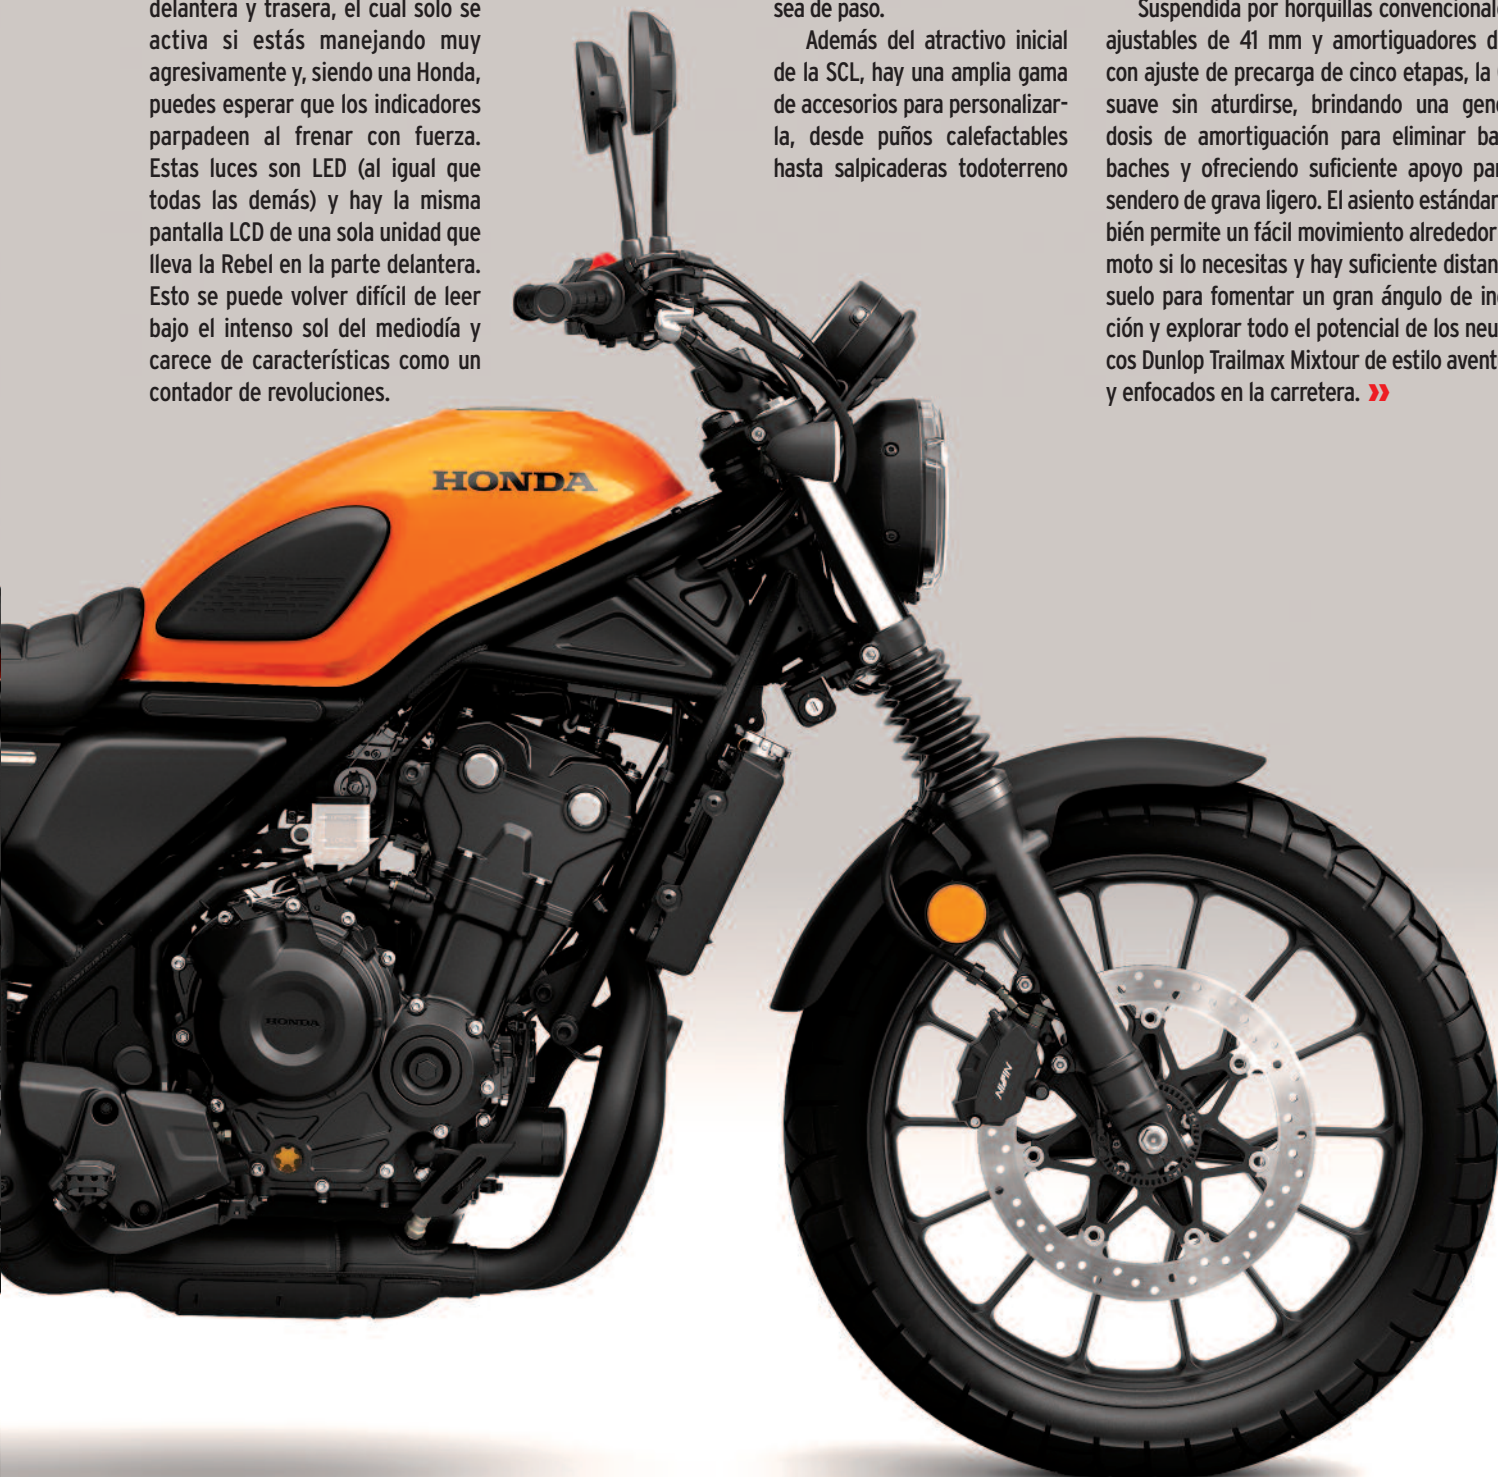 delantera y trasera, el cual solo se
activa si estás manejando muy
agresivamente y, siendo una Honda,
puedes esperar que los indicadores
parpadeen al frenar con fuerza.
Estas luces son LED (al igual que
todas las demás) y hay la misma
pantalla LCD de una sola unidad que
lleva la Rebel en la parte delantera.
Esto se puede volver difícil de leer
bajo el intenso sol del mediodía y
carece de características como un
contador de revoluciones.
sea de paso.
Además del atractivo inicial
de la SCL, hay una amplia gama
de accesorios para personalizar-
la, desde puños calefactables
hasta salpicaderas todoterreno
Suspendida por horquillas
ajustables de 41 mm y amortiguadores
con ajuste de precarga de cinco etapas, la
suave sin aturdirse, brindando una
dosis de amortiguación para eliminar
baches y ofreciendo suficiente apoyo
sendero de grava ligero. El asiento
bién permite un fácil movimiento alrededor
moto si lo necesitas y hay suficiente
suelo para fomentar un gran ángulo de
ción y explorar todo el potencial de los
cos Dunlop Trailmax Mixtour de estilo
y enfocados en la carretera. »
HONDA
HONDA
NISSIN